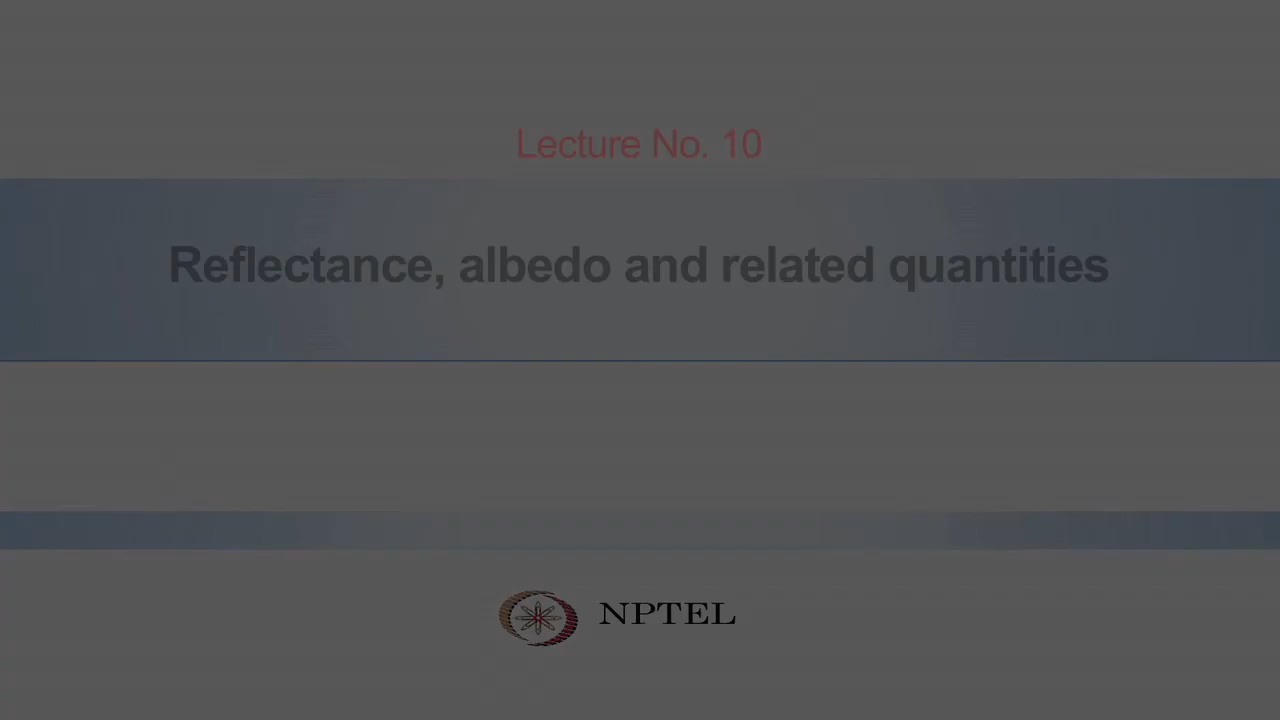 Lecture No. 10
Reflectance, albedo and related quantities
NPTEL